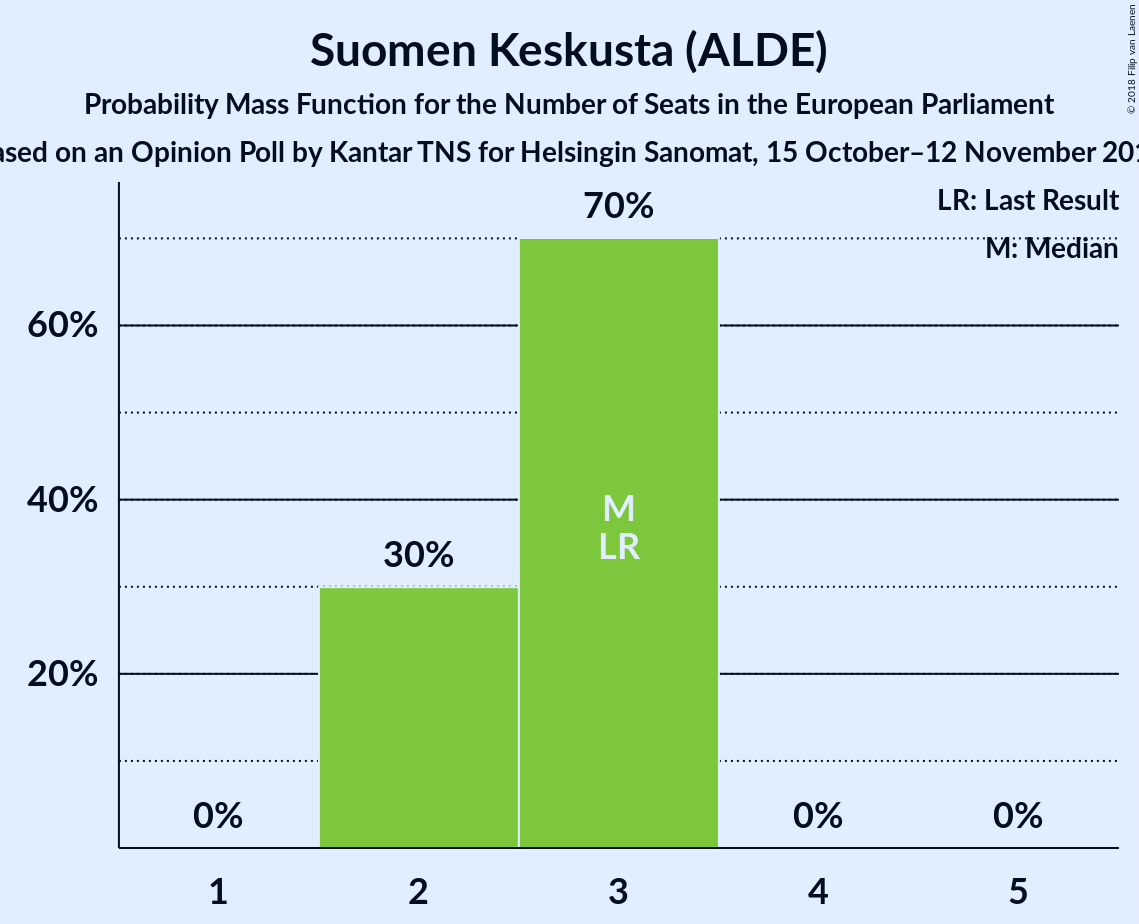 Suomen Keskusta (ALDE)
Probability Mass Function for the Number of Seats in the European Parliament
on an Opinion Poll by Kantar TNS for Helsingin Sanomat, 15 October–12 November
© 2018 Filip van Laenen
LR: Last Result
M: Median
60%
40%
20%
0%
30%
70%
M
LR
0%
0%
1
2
3
4
5